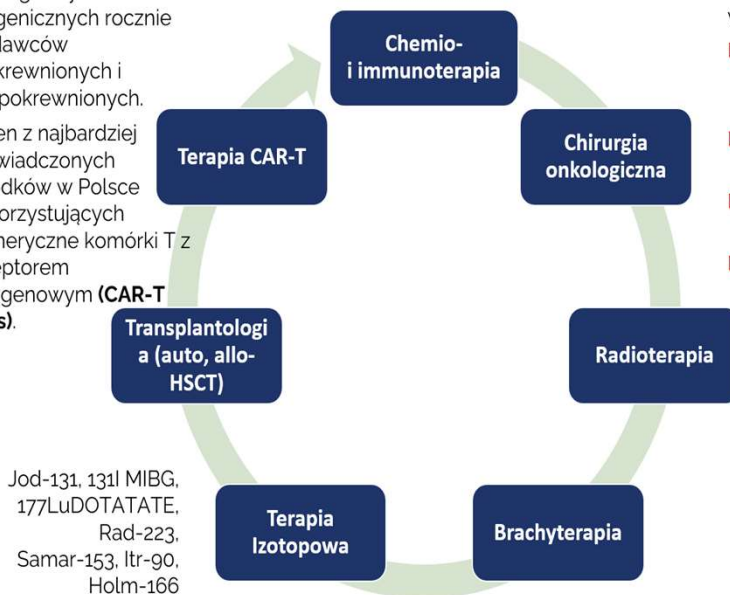 genicznych rocznie
dawców
krewnionych i
pokrewnionych.
en z najbardziej
wiadczonych
dków w Polsce
orzystujących
neryczne komórki T z
eptorem
genowym (CAR-T
s).
Chemio-
i immunoterapia
Chirurgia
onkologiczna
Radioterapia
Brachyterapia
Terapia
Izotopowa
Transplantologi
a (auto, allo-
HSCT)
Terapia CAR-T
Jod-131, 131I MIBG,
177LuDOTATATE,
Rad-223,
Samar-153, Itr-90,
Holm-166